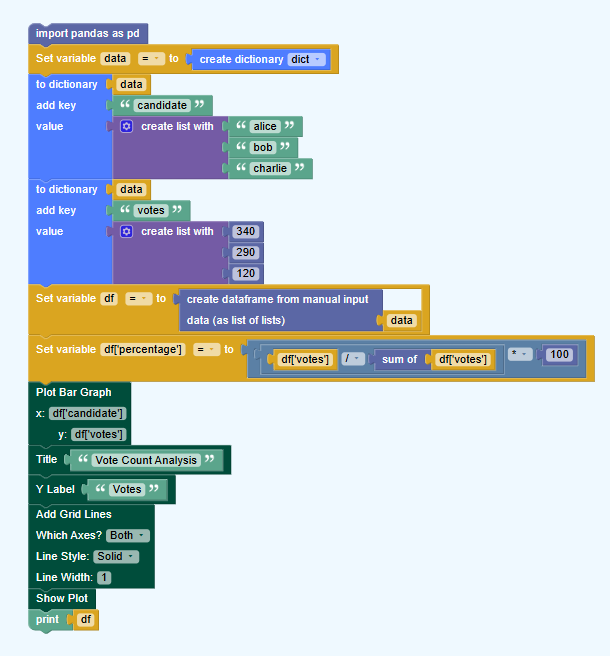 import pandas as pd
Set variable data = to create dictionary dict
to dictionary data
add key “ candidate ”
value create list with “ alice ”
“ bob ”
“ charlie ”
to dictionary data
add key “ votes ”
value create list with 340
290
120
Set variable df = to create dataframe from manual input
data (as list of lists) data
Set variable df['percentage'] = to df['votes'] / sum of df['votes'] * 100
Plot Bar Graph
x: df['candidate']
y: df['votes']
Title “ Vote Count Analysis ”
Y Label “ Votes ”
Add Grid Lines
Which Axes? Both
Line Style: Solid
Line Width: 1
Show Plot
print df